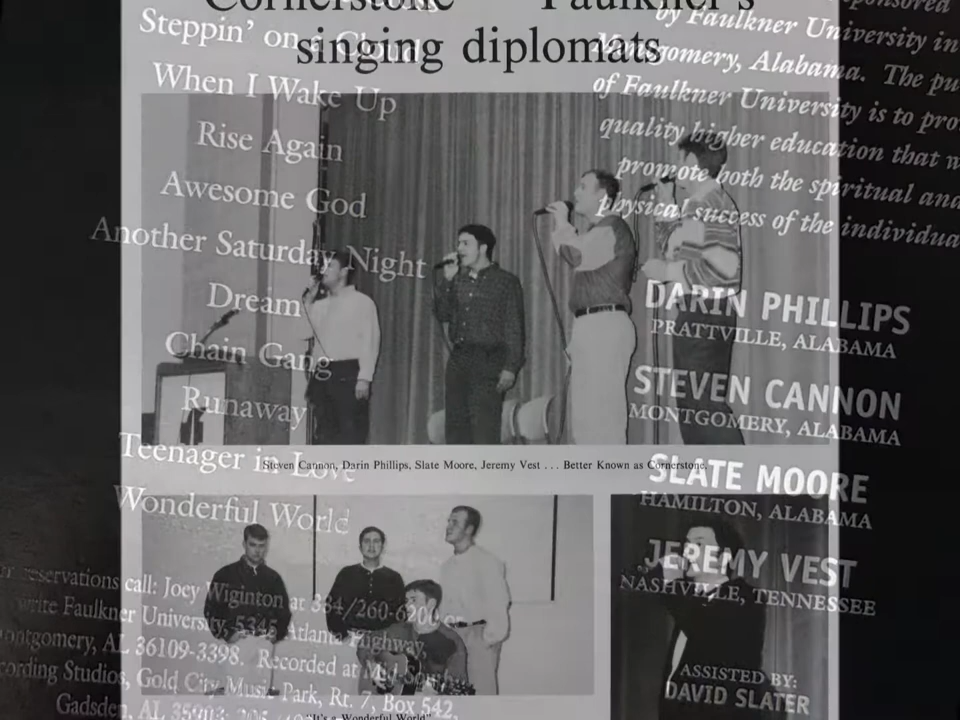 Cornerstone Faulkner's
singing diplomats
Steppin' on a Cloud
When I Wake Up
Rise Again
Awesome God
Another Saturday Night
Dream
Chain Gang
Runaway
Teenager in Love
Wonderful World
reservations call: Joey Wiginton at 334/260-6200 or
write Faulkner University, 5345 Atlanta Highway,
Montgomery, AL 36109-3398. Recorded at Mid-South
Recording Studios, Gold City Music Park, Rt. 7, Box 542,
Gadsden, AL
sponsored
by Faulkner University in
Montgomery, Alabama. The pu
of Faulkner University is to pro
quality higher education that w
promote both the spiritual and
physical success of the individua
DARIN PHILLIPS
PRATTVILLE, ALABAMA
STEVEN CANNON
MONTGOMERY, ALABAMA
SLATE MOORE
HAMILTON, ALABAMA
JEREMY VEST
NASHVILLE, TENNESSEE
ASSISTED BY:
DAVID SLATER
Steven Cannon, Darin Phillips, Slate Moore, Jeremy Vest . . . Better Known as Cornerstone.
"It's a Wonderful World"